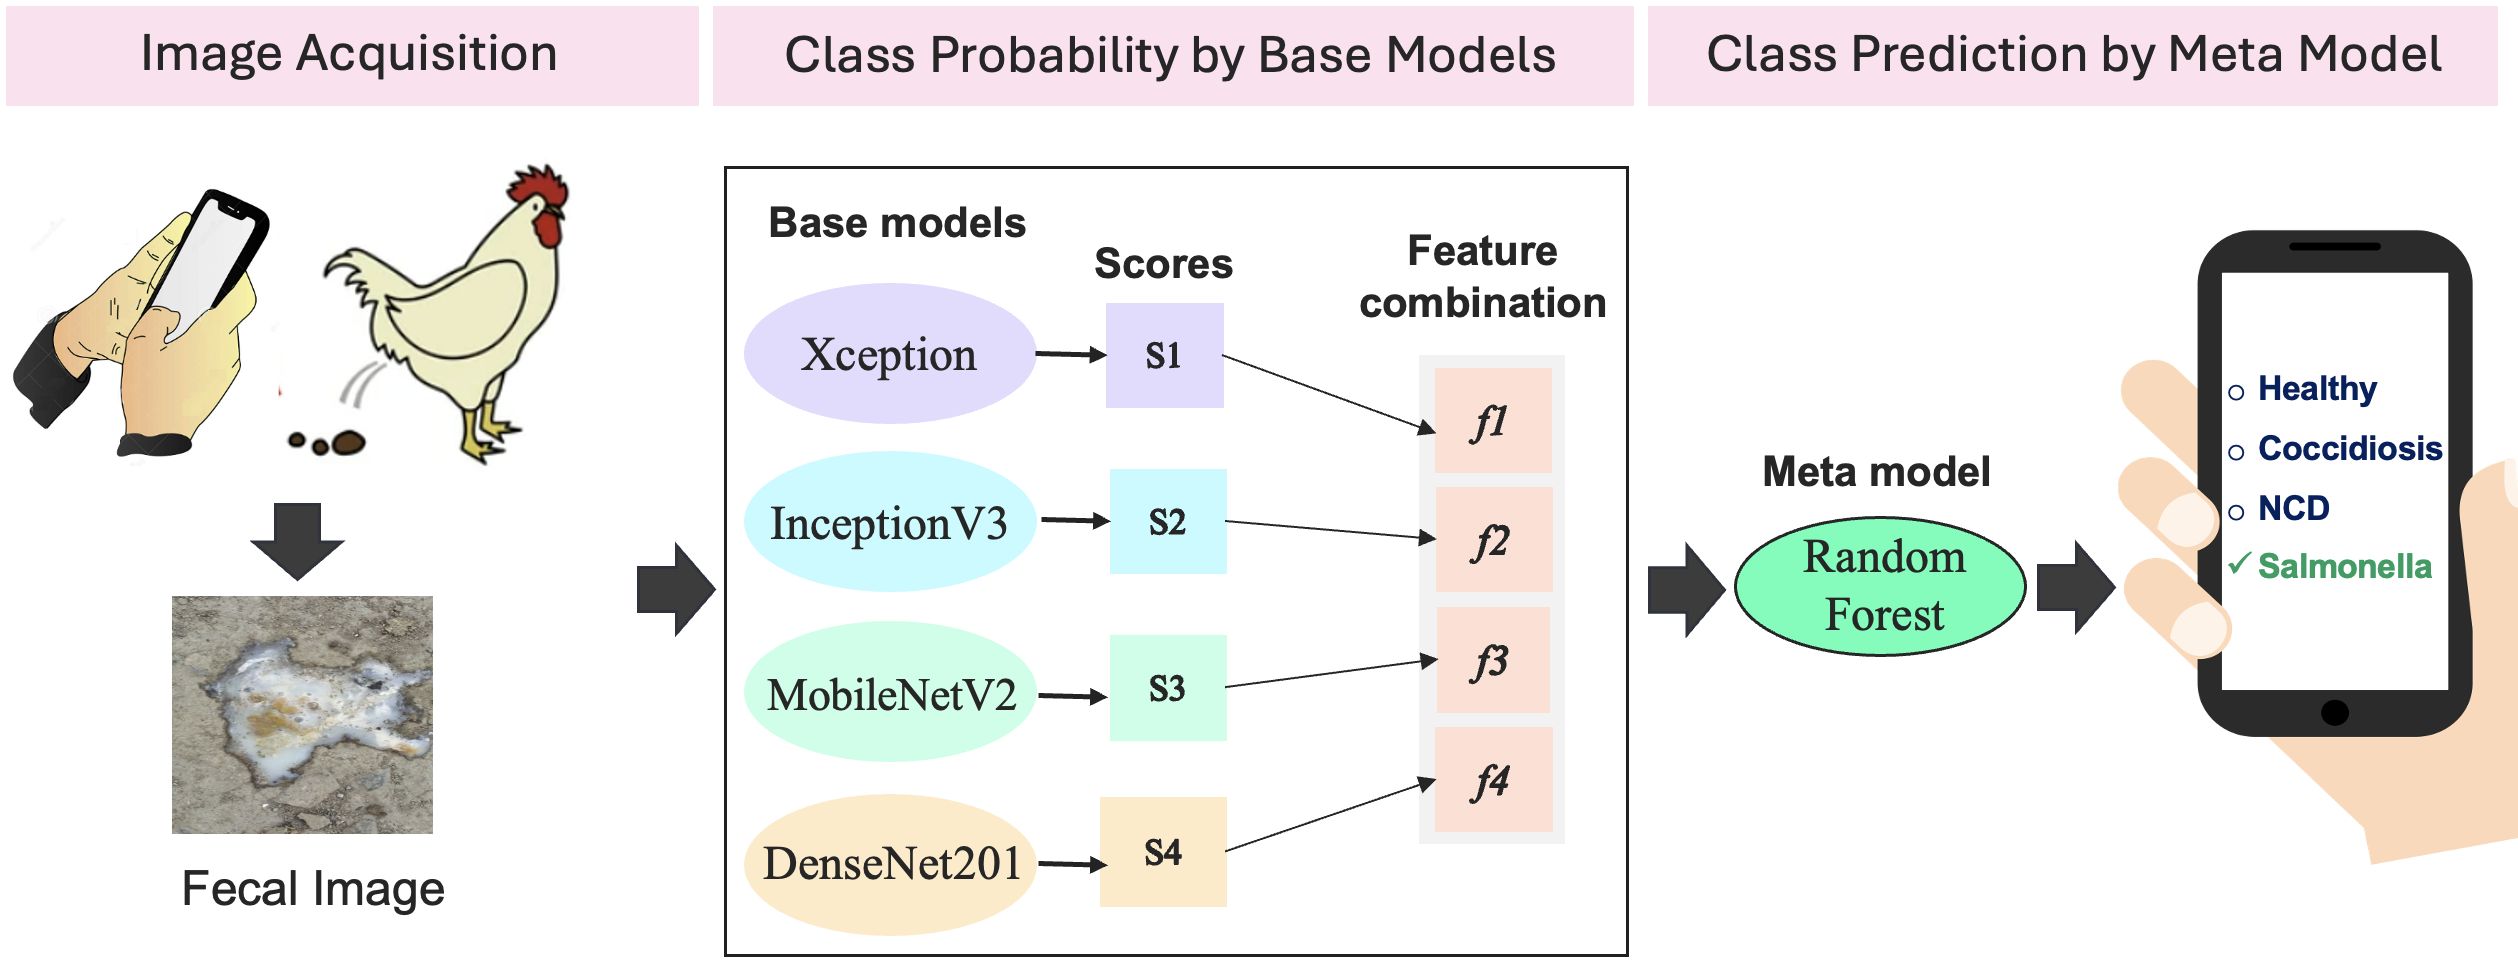 Image Acquisition
Class Probability by Base Models
Class Prediction by Meta Model
Fecal Image
Base models
Scores
Feature
combination
Xception
S1
f1
InceptionV3
S2
f2
MobileNetV2
S3
f3
DenseNet201
S4
f4
Meta model
Random
Forest
Healthy
Coccidiosis
NCD
Salmonella